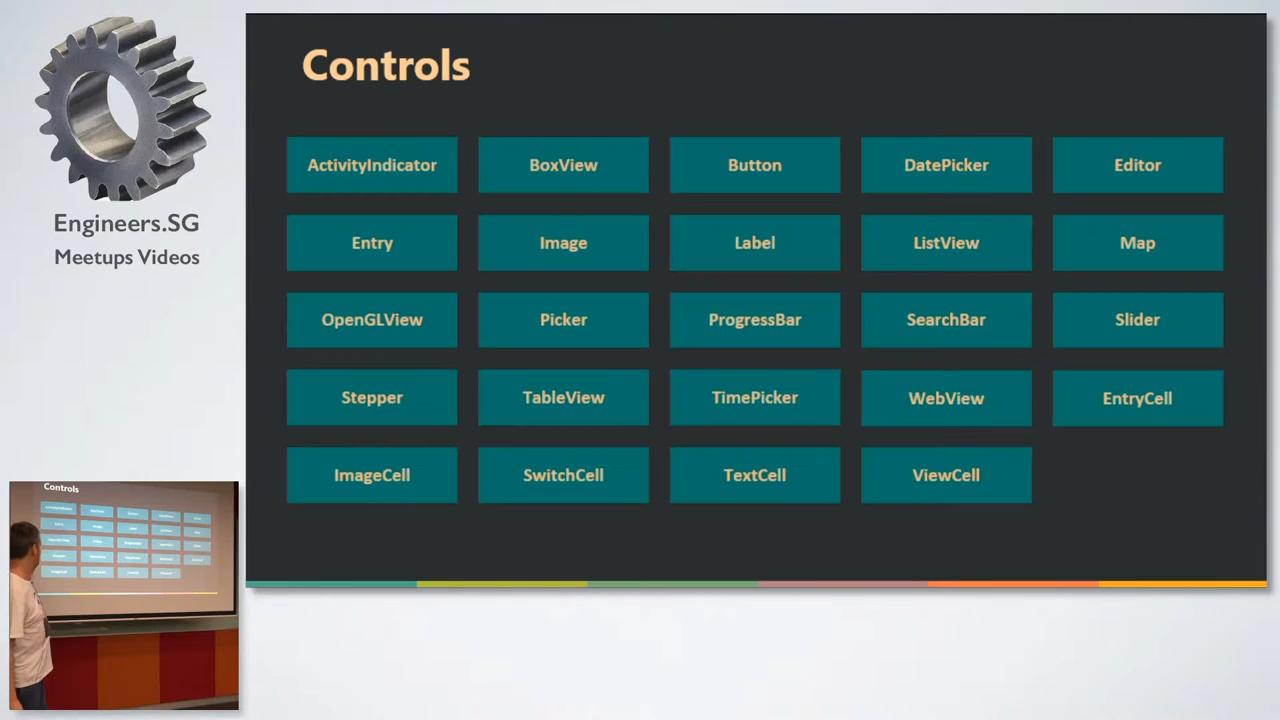 Engineers.SG
Meetups Videos
Controls
ActivityIndicator
BoxView
Button
DatePicker
Editor
Entry
Image
Label
ListView
Map
OpenGLView
Picker
ProgressBar
SearchBar
Slider
Stepper
TableView
TimePicker
WebView
EntryCell
ImageCell
SwitchCell
TextCell
ViewCell
Controls